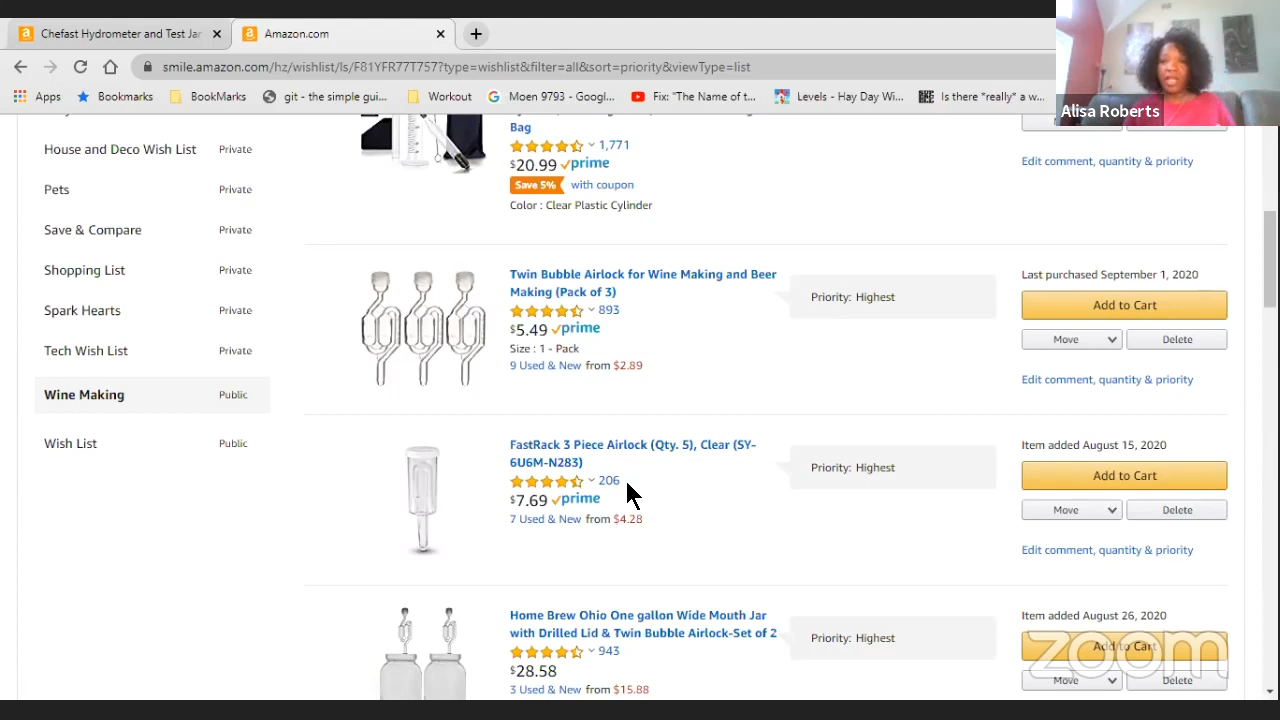 Chefast Hydrometer and Test Jar
Amazon.com
smile.amazon.com/hz/wishlist/ls/F81YFR77T757?type=wishlist&filter=all&sort=priority&viewType=list
Apps
Bookmarks
BookMarks
git - the simple gui...
Workout
Moen 9793 - Googl...
Fix: "The Name of t...
Levels - Hay Day Wi...
Is there *really* a w...
Alisa Roberts
House and Deco Wish List Private
Pets Private
Save & Compare Private
Shopping List Private
Spark Hearts Private
Tech Wish List Private
Wine Making Public
Wish List Public
Bag
1,771
$20.99 prime
Save 5% with coupon
Color : Clear Plastic Cylinder
Edit comment, quantity & priority
Twin Bubble Airlock for Wine Making and Beer
Making (Pack of 3)
893
$5.49 prime
Size : 1 - Pack
9 Used & New from $2.89
Priority: Highest
Last purchased September 1, 2020
Add to Cart
Move Delete
Edit comment, quantity & priority
FastRack 3 Piece Airlock (Qty. 5), Clear (SY-
6U6M-N283)
206
$7.69 prime
7 Used & New from $4.28
Priority: Highest
Item added August 15, 2020
Add to Cart
Move Delete
Edit comment, quantity & priority
Home Brew Ohio One gallon Wide Mouth Jar
with Drilled Lid & Twin Bubble Airlock-Set of 2
943
$28.58
3 Used & New from $15.88
Priority: Highest
Item added August 26, 2020
Add to Cart
Move Delete
zoom